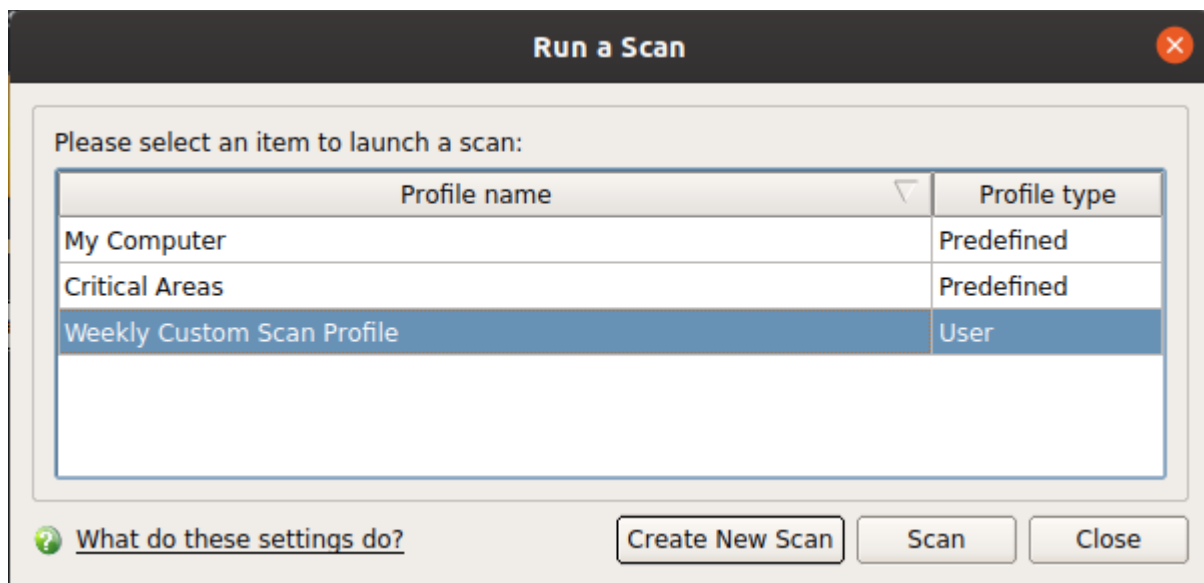 Run a Scan
Please select an item to launch a scan:
Profile name Profile type
My Computer Predefined
Critical Areas Predefined
Weekly Custom Scan Profile User
What do these settings do? Create New Scan Scan Close